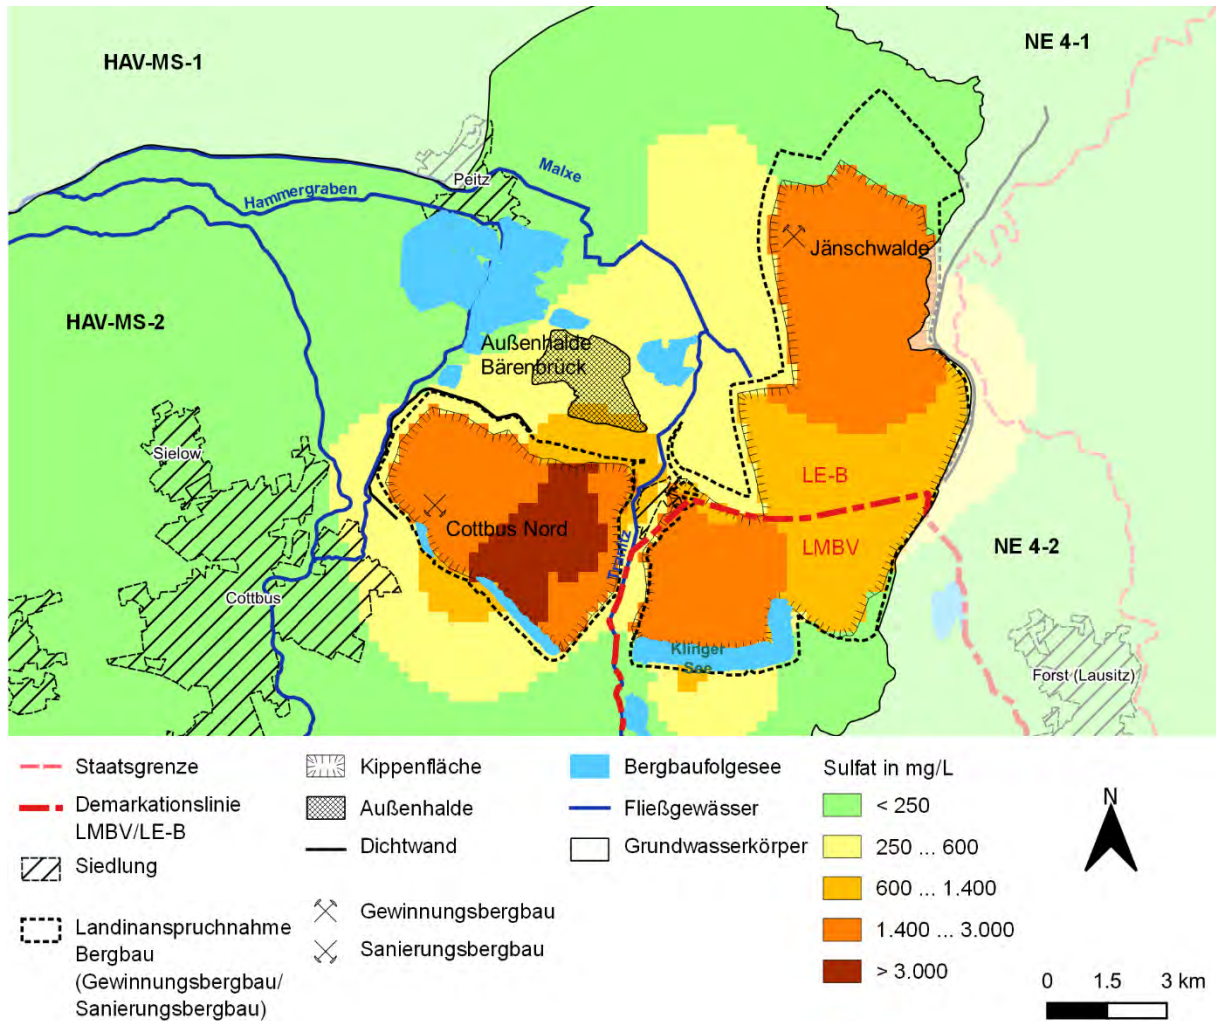 HAV-MS-1
NE 4-1
Peitz
Malxe
Hammergraben
Jänschwalde
HAV-MS-2
Außenhalde
Bärenbrück
Sielow
LE-B
Cottbus Nord
LMBV
NE 4-2
Tranitz
Cottbus
Klinger
See
Forst (Lausitz)
Staatsgrenze
Demarkationslinie
LMBV/LE-B
Siedlung
Landinanspruchnahme
Bergbau
(Gewinnungsbergbau/
Sanierungsbergbau)
Kippenfläche
Außenhalde
Dichtwand
Gewinnungsbergbau
Sanierungsbergbau
Bergbaufolgesee
Fließgewässer
Grundwasserkörper
Sulfat in mg/L
< 250
250 ... 600
600 ... 1.400
1.400 ... 3.000
> 3.000
N
0 1.5 3 km